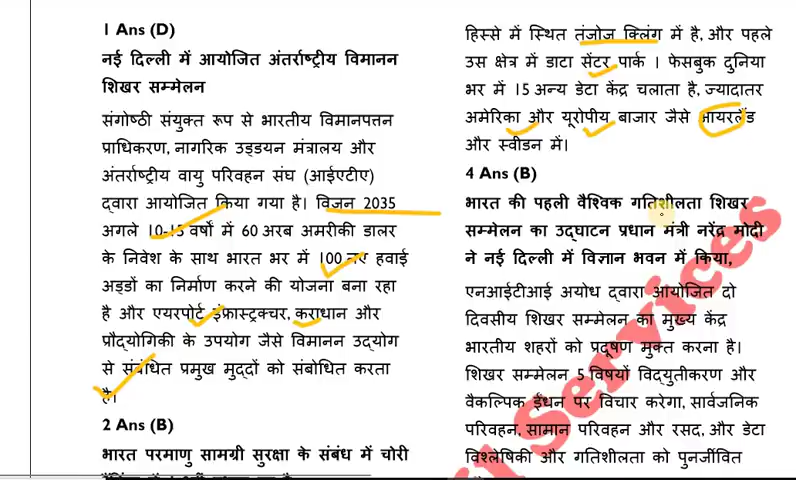 1 Ans (D)
नई दिल्ली में आयोजित अंतर्राष्ट्रीय विमानन
शिखर सम्मेलन
संगोष्ठी संयुक्त रूप से भारतीय विमानपत्तन
प्राधिकरण, नागरिक उड्डयन मंत्रालय और
अंतर्राष्ट्रीय वायु परिवहन संघ (आईएटीए)
द्वारा आयोजित किया गया है। विजन 2035
अगले 10-15 वर्षों में 60 अरब अमरीकी डालर
के निवेश के साथ भारत भर में 100 नए हवाई
अड्डों का निर्माण करने की योजना बना रहा
है और एयरपोर्ट इंफ्रास्ट्रक्चर, कराधान और
प्रौद्योगिकी के उपयोग जैसे विमानन उद्योग
से संबंधित प्रमुख मुद्दों को संबोधित करता
है।
2 Ans (B)
भारत परमाणु सामग्री सुरक्षा के संबंध में चोरी
हिस्से में स्थित तंजोज क्लिंग में है, और पहले
उस क्षेत्र में डाटा सेंटर पार्क । फेसबुक दुनिया
भर में 15 अन्य डेटा केंद्र चलाता है, ज्यादातर
अमेरिका और यूरोपीय बाजार जैसे आयरलैंड
और स्वीडन में।
4 Ans (B)
भारत की पहली वैश्विक गतिशीलता शिखर
सम्मेलन का उद्घाटन प्रधान मंत्री नरेंद्र मोदी
ने नई दिल्ली में विज्ञान भवन में किया,
एनआईटीआई अयोध द्वारा आयोजित दो
दिवसीय शिखर सम्मेलन का मुख्य केंद्र
भारतीय शहरों को प्रदूषण मुक्त करना है।
शिखर सम्मेलन 5 विषयों विद्युतीकरण और
वैकल्पिक ईंधन पर विचार करेगा, सार्वजनिक
परिवहन, सामान परिवहन और रसद, और डेटा
विश्लेषिकी और गतिशीलता को पुनर्जीवित
Services